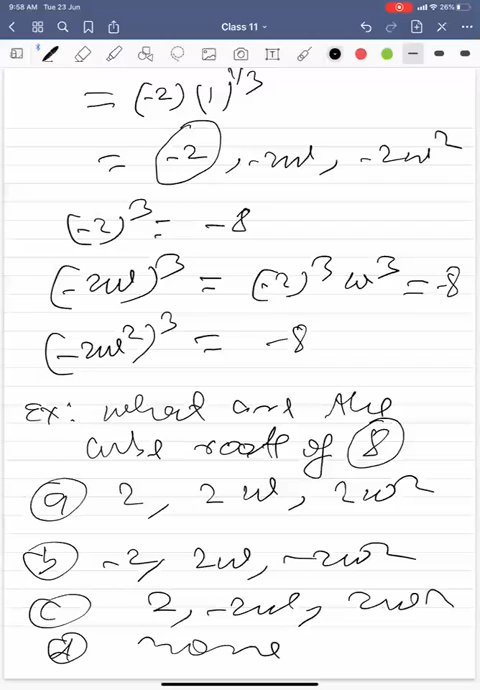 9:58 AM Tue 23 Jun 26%
Class 11
= (-2) (1)^1/3
= -2, -2ω, -2ω²
(-2)³ = -8
(-2ω)³ = (-2)³ ω³ = -8
(-2ω²)³ = -8
Ex: what are the
cube roots of 8
a 2, 2ω, 2ω²
b -2, 2ω, -2ω²
c 2, -2ω, 2ω²
d none